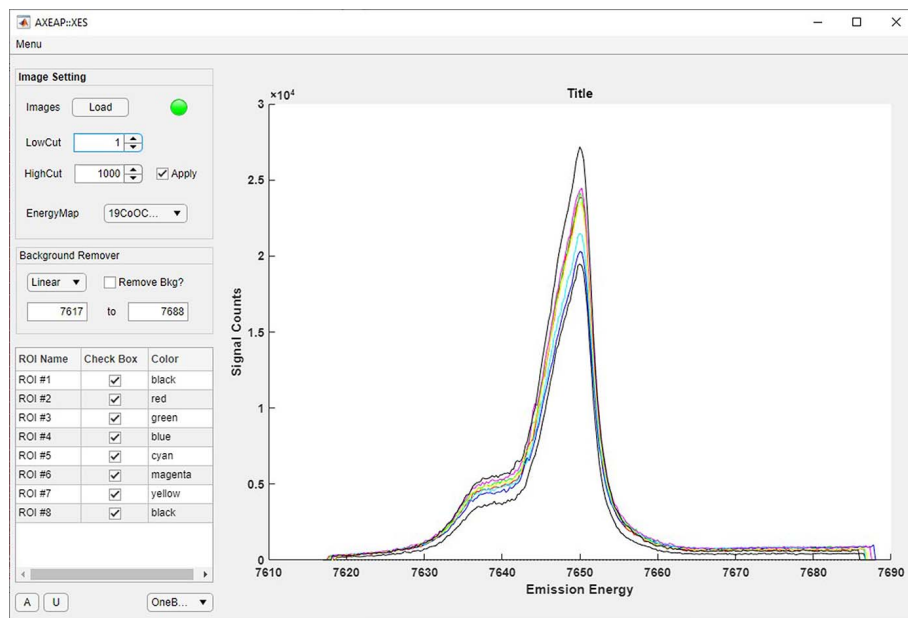 AXEAP::XES
Menu
Image Setting
Images Load
LowCut 1
HighCut 1000 Apply
EnergyMap 19CoOC...
Background Remover
Linear Remove Bkg?
7617 to 7688
ROI Name Check Box Color
ROI #1 black
ROI #2 red
ROI #3 green
ROI #4 blue
ROI #5 cyan
ROI #6 magenta
ROI #7 yellow
ROI #8 black
A U OneB...
Title
×10⁴
3
2.5
2
1.5
1
0.5
0
Signal Counts
7610 7620 7630 7640 7650 7660 7670 7680 7690
Emission Energy